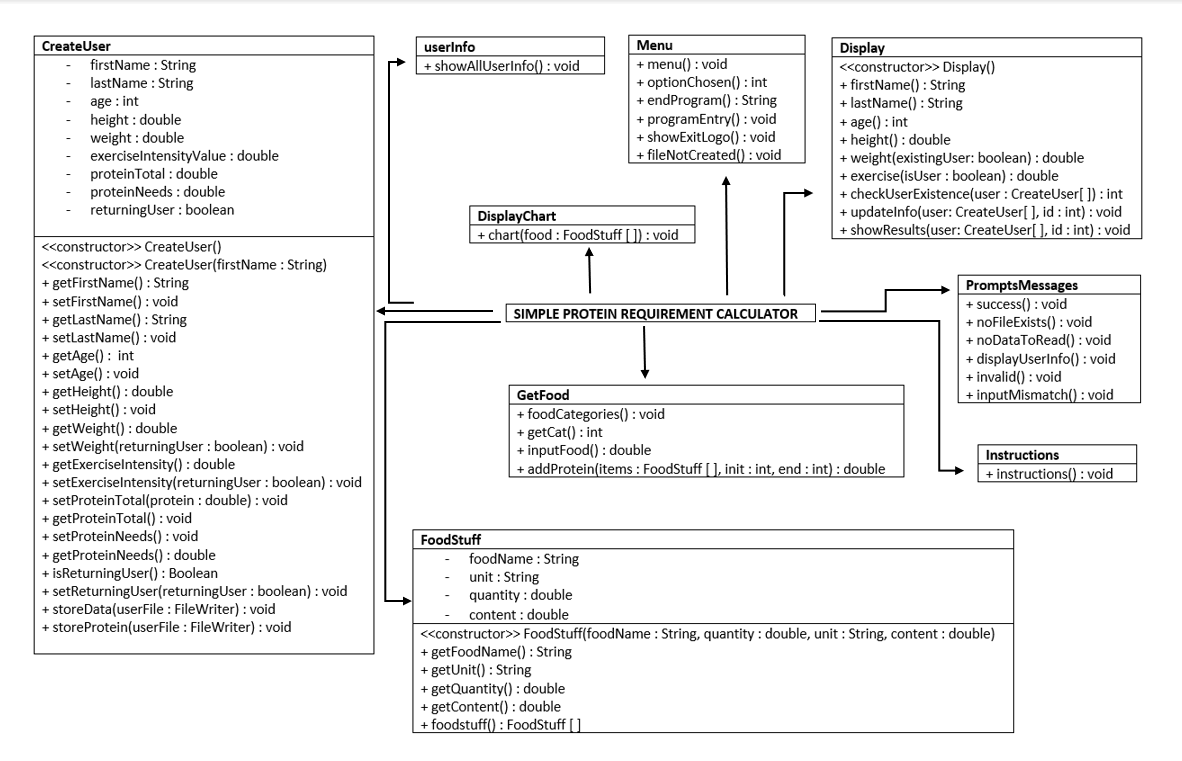 CreateUser
- firstName : String
- lastName : String
- age : int
- height : double
- weight : double
- exerciseIntensityValue : double
- proteinTotal : double
- proteinNeeds : double
- returningUser : boolean
<<constructor>> CreateUser()
<<constructor>> CreateUser(firstName : String)
+ getFirstName() : String
+ setFirstName() : void
+ getLastName() : String
+ setLastName() : void
+ getAge() : int
+ setAge() : void
+ getHeight() : double
+ setHeight() : void
+ getWeight() : double
+ setWeight(returningUser : boolean) : void
+ getExerciseIntensity() : double
+ setExerciseIntensity(returningUser : boolean) : void
+ setProteinTotal(protein : double) : void
+ getProteinTotal() : void
+ setProteinNeeds() : void
+ getProteinNeeds() : double
+ isReturningUser() : Boolean
+ setReturningUser(returningUser : boolean) : void
+ storeData(userFile : FileWriter) : void
+ storeProtein(userFile : FileWriter) : void
userInfo
+ showAllUserInfo() : void
Menu
+ menu() : void
+ optionChosen() : int
+ endProgram() : String
+ programEntry() : void
+ showExitLogo() : void
+ fileNotCreated() : void
Display
<<constructor>> Display()
+ firstName() : String
+ lastName() : String
+ age() : int
+ height() : double
+ weight(existingUser: boolean) : double
+ exercise(isUser : boolean) : double
+ checkUserExistence(user : CreateUser[ ]) : int
+ updateInfo(user: CreateUser[ ], id : int) : void
+ showResults(user: CreateUser[ ], id : int) : void
DisplayChart
+ chart(food : FoodStuff [ ]) : void
SIMPLE PROTEIN REQUIREMENT CALCULATOR
PromptsMessages
+ success() : void
+ noFileExists() : void
+ noDataToRead() : void
+ displayUserInfo() : void
+ invalid() : void
+ inputMismatch() : void
GetFood
+ foodCategories() : void
+ getCat() : int
+ inputFood() : double
+ addProtein(items : FoodStuff [ ], init : int, end : int) : double
Instructions
+ instructions() : void
FoodStuff
- foodName : String
- unit : String
- quantity : double
- content : double
<<constructor>> FoodStuff(foodName : String, quantity : double, unit : String, content : double)
+ getFoodName() : String
+ getUnit() : String
+ getQuantity() : double
+ getContent() : double
+ foodstuff() : FoodStuff [ ]